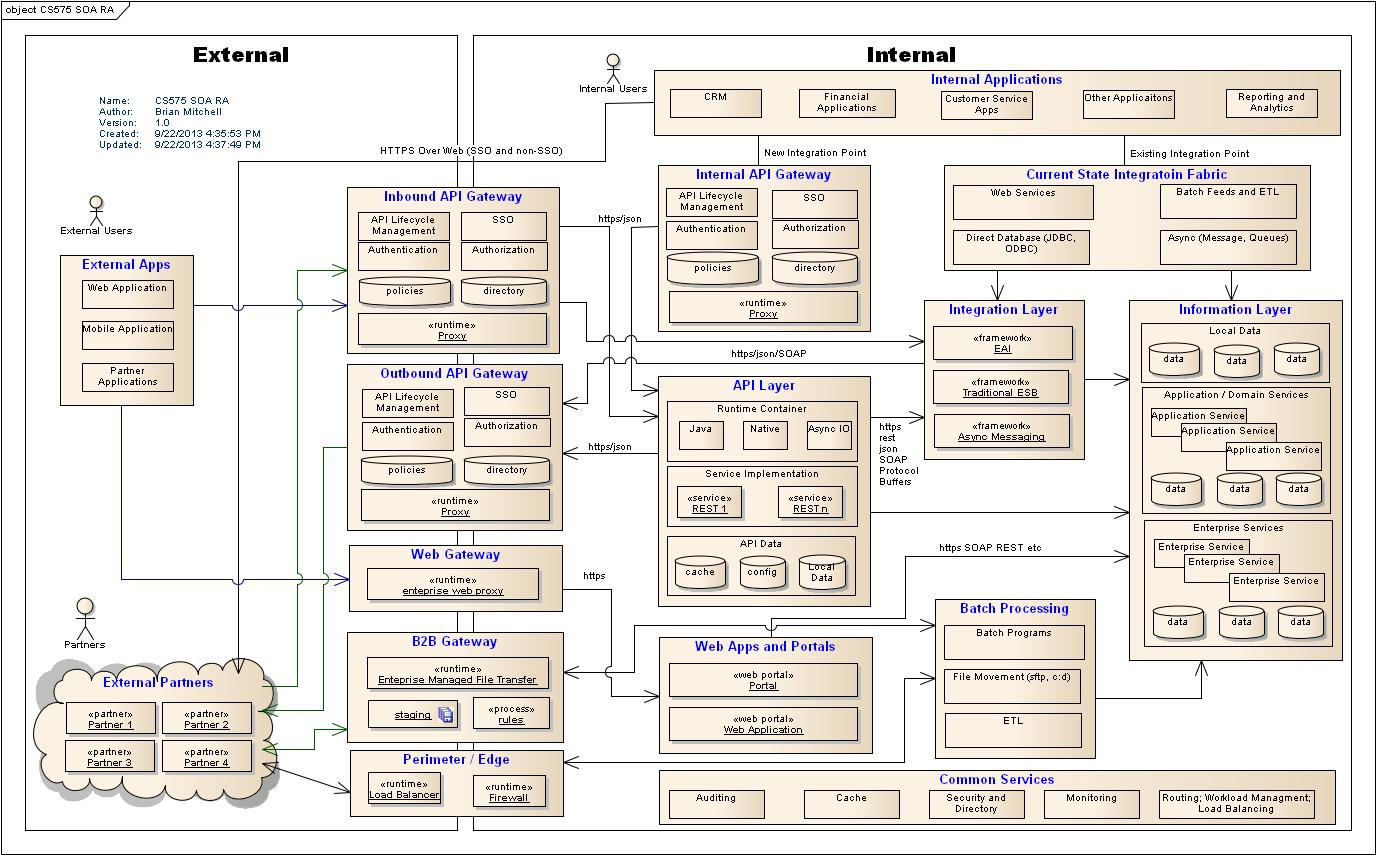 object CS575 SOA RA
External
Internal
Name: CS575 SOA RA
Author: Brian Mitchell
Version: 1.0
Created: 9/22/2013 4:35:53 PM
Updated: 9/22/2013 4:37:49 PM
Internal Users
Internal Applications
CRM
Financial
Applications
Customer Service
Apps
Other Applicaitons
Reporting and
Analytics
HTTPS Over Web (SSO and non-SSO)
New Integration Point
Existing Integration Point
External Users
External Apps
Web Application
Mobile Application
Partner
Applications
Inbound API Gateway
API Lifecycle
Management
SSO
Authentication
Authorization
policies
directory
«runtime»
Proxy
https/json
Internal API Gateway
API Lifecycle
Management
SSO
Authentication
Authorization
policies
directory
«runtime»
Proxy
Current State Integratoin Fabric
Web Services
Batch Feeds and ETL
Direct Database (JDBC,
ODBC)
Async (Message, Queues)
Integration Layer
«framework»
EAI
«framework»
Traditional ESB
«framework»
Async Messaging
Information Layer
Local Data
data
data
data
Application / Domain Services
Application Service
Application Service
Application Service
data
data
data
Enterprise Services
Enterprise Service
Enterprise Service
Enterprise Service
data
data
data
https/json/SOAP
Outbound API Gateway
API Lifecycle
Management
SSO
Authentication
Authorization
policies
directory
«runtime»
Proxy
https/json
API Layer
Runtime Container
Java
Native
Async IO
Service Implementation
«service»
REST 1
«service»
REST n
API Data
cache
config
Local
Data
https
rest
json
SOAP
Protocol
Buffers
Web Gateway
«runtime»
enteprise web proxy
https
https SOAP REST etc
Partners
External Partners
«partner»
Partner 1
«partner»
Partner 2
«partner»
Partner 3
«partner»
Partner 4
B2B Gateway
«runtime»
Enteprise Managed File Transfer
staging
«process»
rules
Perimeter / Edge
«runtime»
Load Balancer
«runtime»
Firewall
Web Apps and Portals
«web portal»
Portal
«web portal»
Web Application
Batch Processing
Batch Programs
File Movement (sftp, c:d)
ETL
Common Services
Auditing
Cache
Security and
Directory
Monitoring
Routing; Workload Managment;
Load Balancing